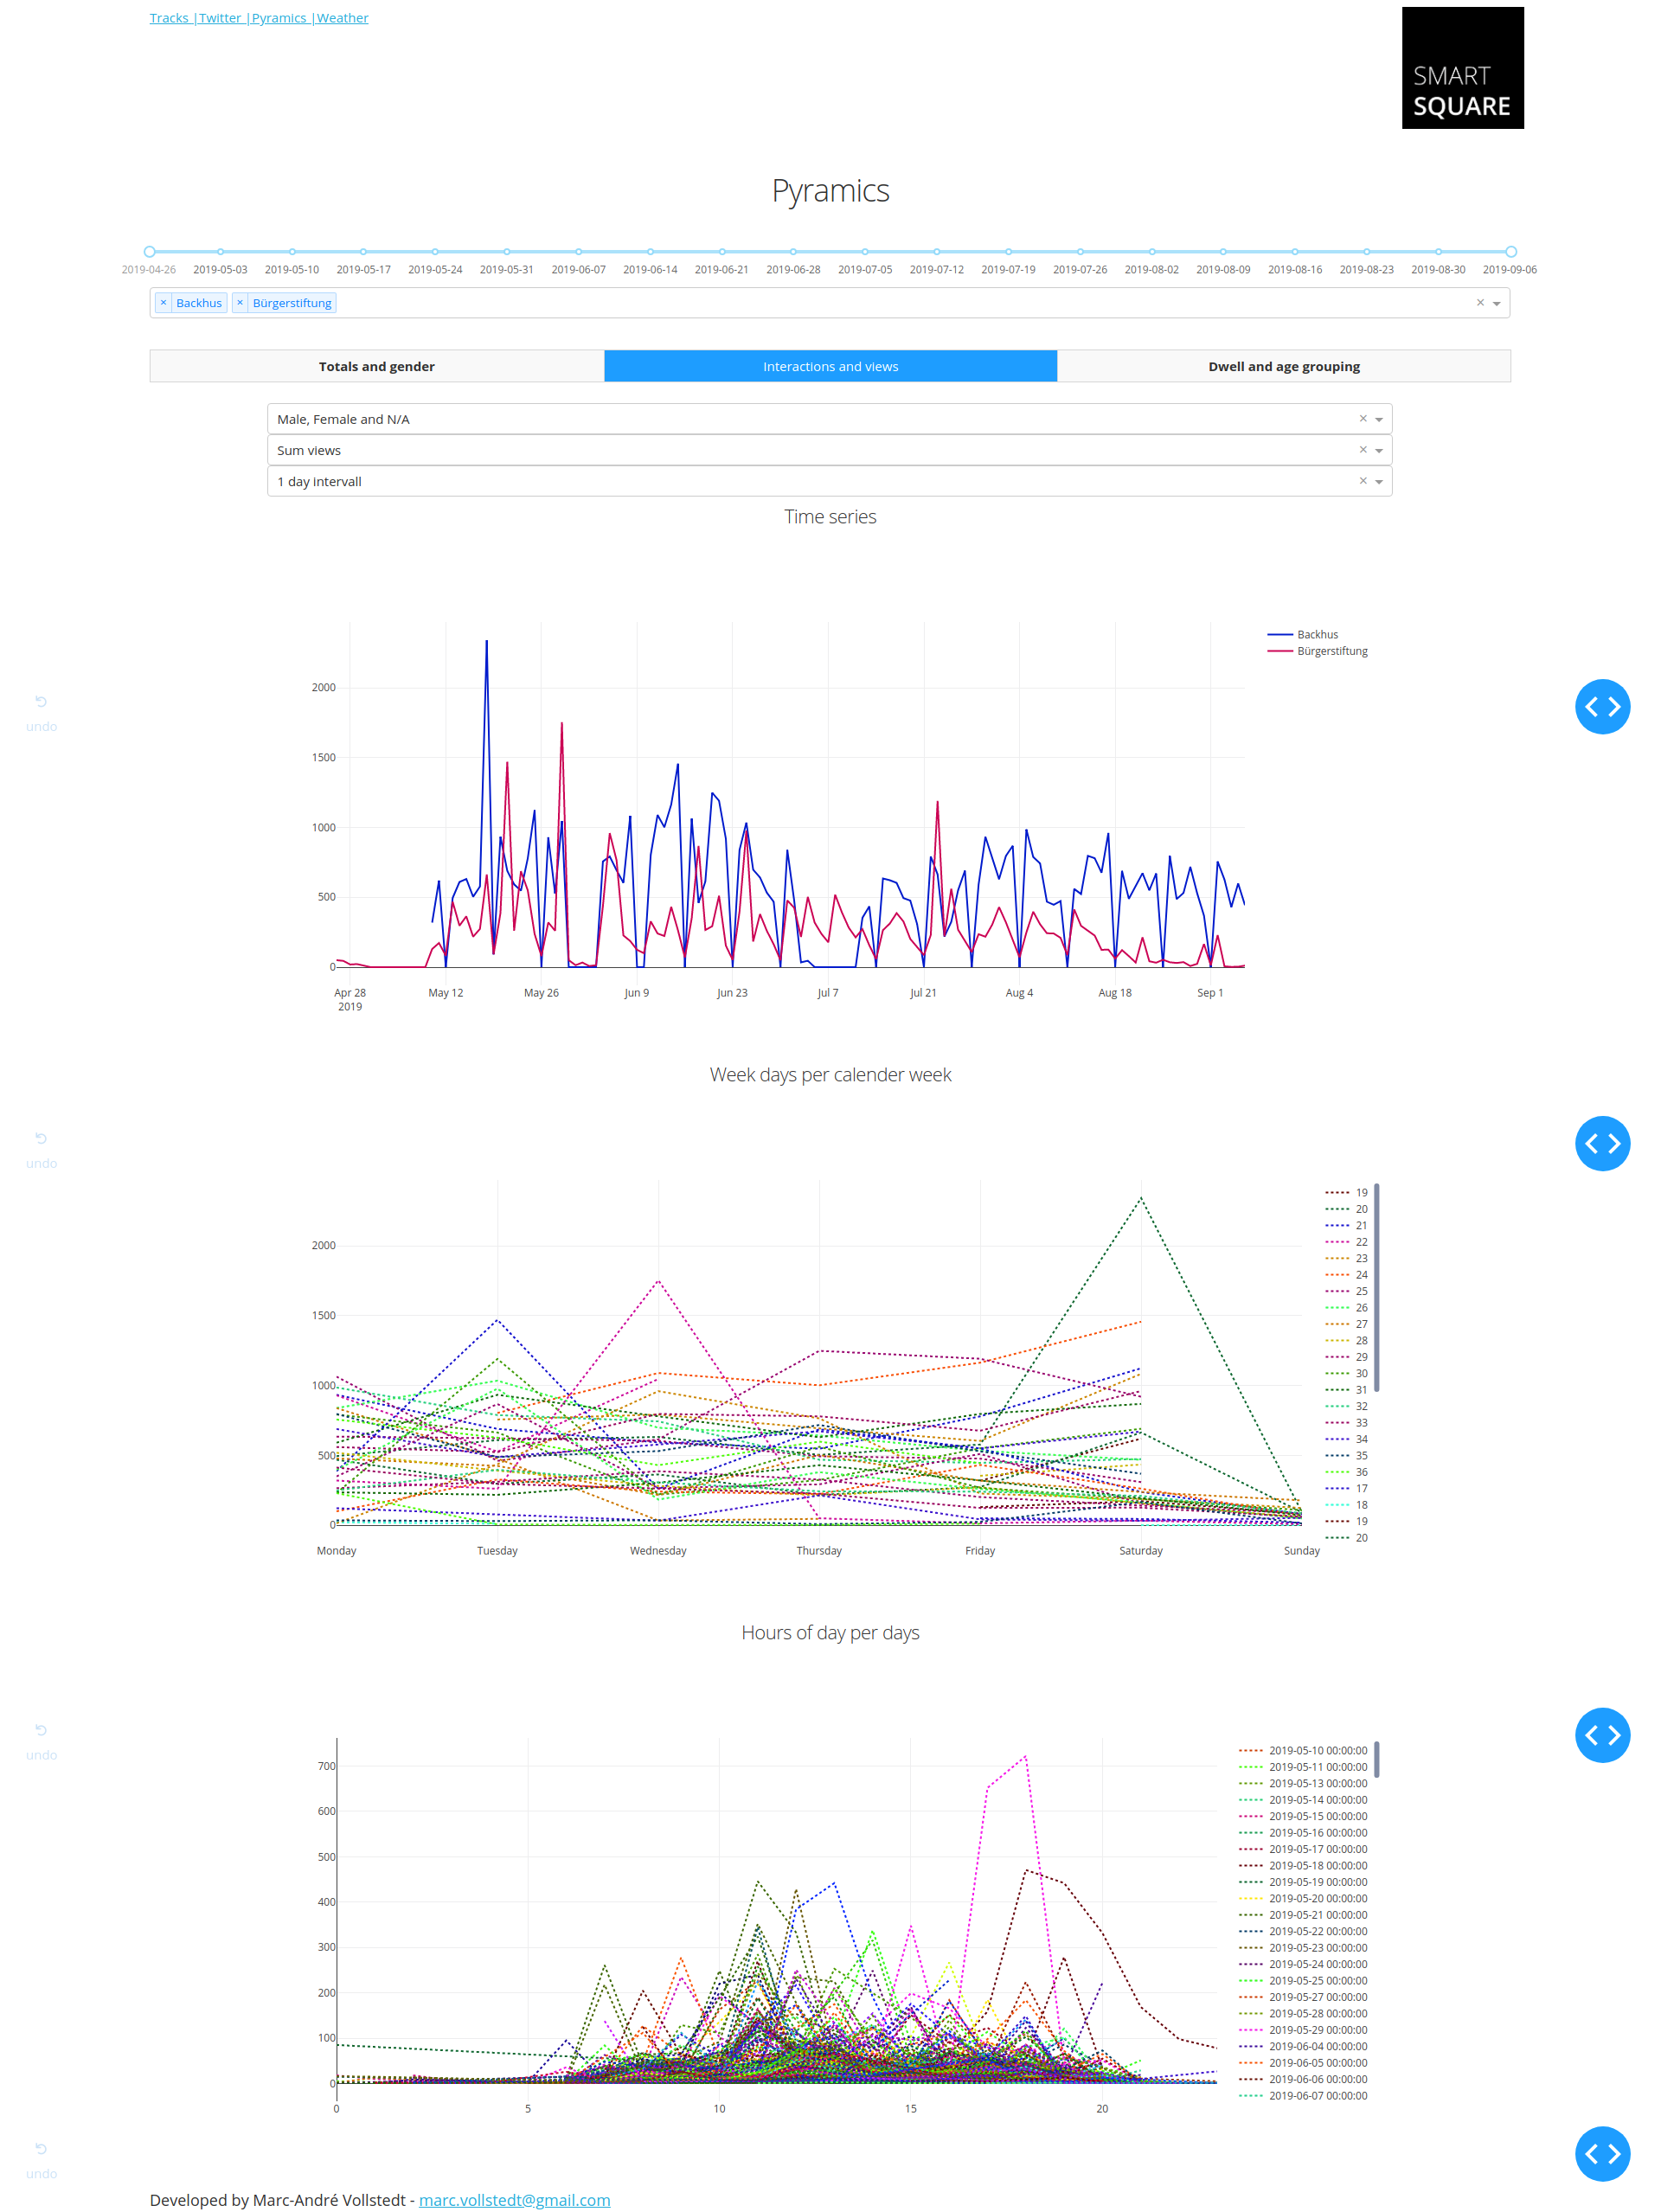 Tracks |Twitter |Pyramics |Weather
SMART
SQUARE
Pyramics
2019-04-26 2019-05-03 2019-05-10 2019-05-17 2019-05-24 2019-05-31 2019-06-07 2019-06-14 2019-06-21 2019-06-28 2019-07-05 2019-07-12 2019-07-19 2019-07-26 2019-08-02 2019-08-09 2019-08-16 2019-08-23 2019-08-30 2019-09-06
× Backhus × Bürgerstiftung ×
Totals and gender Interactions and views Dwell and age grouping
Male, Female and N/A ×
Sum views ×
1 day intervall ×
Time series
Backhus
Bürgerstiftung
undo
2000
1500
1000
500
0
Apr 28 May 12 May 26 Jun 9 Jun 23 Jul 7 Jul 21 Aug 4 Aug 18 Sep 1
2019
Week days per calender week
undo
2000
1500
1000
500
0
Monday Tuesday Wednesday Thursday Friday Saturday Sunday
19
20
21
22
23
24
25
26
27
28
29
30
31
32
33
34
35
36
17
18
19
20
Hours of day per days
undo
700
600
500
400
300
200
100
0
0 5 10 15 20
2019-05-10 00:00:00
2019-05-11 00:00:00
2019-05-13 00:00:00
2019-05-14 00:00:00
2019-05-15 00:00:00
2019-05-16 00:00:00
2019-05-17 00:00:00
2019-05-18 00:00:00
2019-05-19 00:00:00
2019-05-20 00:00:00
2019-05-21 00:00:00
2019-05-22 00:00:00
2019-05-23 00:00:00
2019-05-24 00:00:00
2019-05-25 00:00:00
2019-05-27 00:00:00
2019-05-28 00:00:00
2019-05-29 00:00:00
2019-06-04 00:00:00
2019-06-05 00:00:00
2019-06-06 00:00:00
2019-06-07 00:00:00
undo
Developed by Marc-André Vollstedt - marc.vollstedt@gmail.com